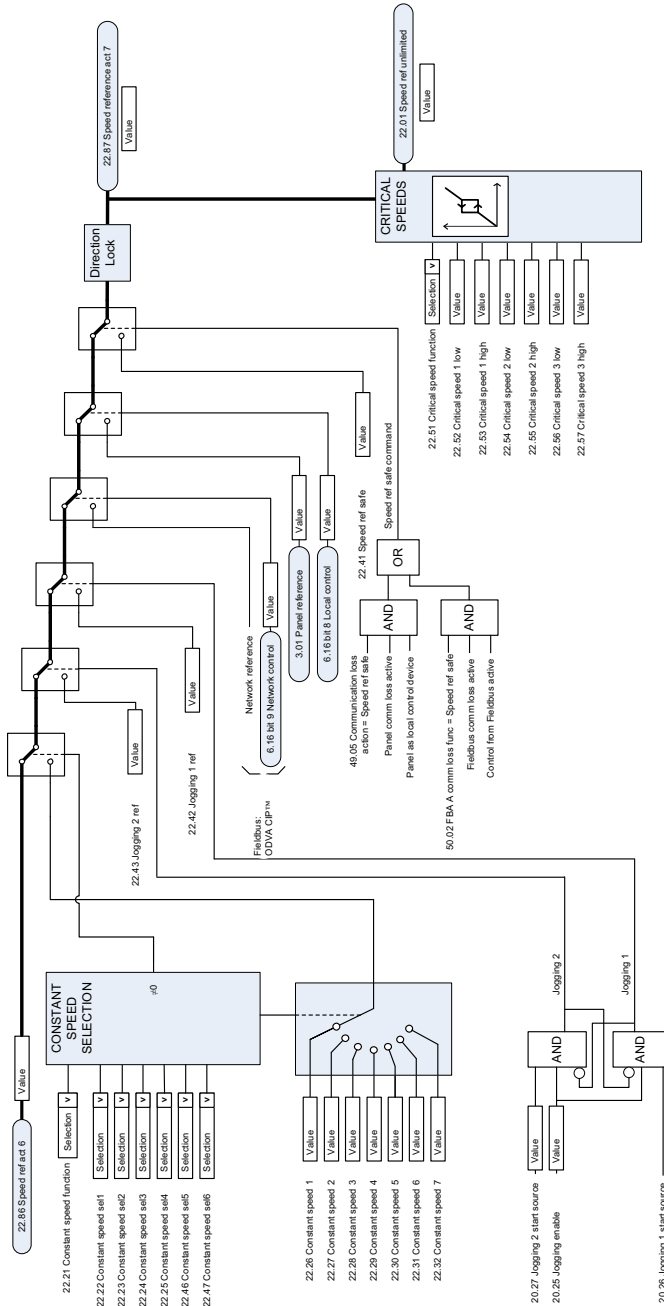 22.86 Speed ref act 6
Value
22.21 Constant speed function
Selection
v
22.22 Constant speed sel1
Selection
v
22.23 Constant speed sel2
Selection
v
22.24 Constant speed sel3
Selection
v
22.25 Constant speed sel4
Selection
v
22.46 Constant speed sel5
Selection
v
22.47 Constant speed sel6
Selection
v
CONSTANT
SPEED
SELECTION
≠0
22.26 Constant speed 1
Value
22.27 Constant speed 2
Value
22.28 Constant speed 3
Value
22.29 Constant speed 4
Value
22.30 Constant speed 5
Value
22.31 Constant speed 6
Value
22.32 Constant speed 7
Value
20.27 Jogging 2 start source
Value
20.25 Jogging enable
Value
20.26 Jogging 1 start source
AND
AND
Jogging 2
Jogging 1
22.43 Jogging 2 ref
Value
22.42 Jogging 1 ref
Value
Fieldbus:
ODVA CIP™
Network reference
6.16 bit 9 Network control
Value
3.01 Panel reference
Value
6.16 bit 8 Local control
Value
22.41 Speed ref safe
Value
49.05 Communication loss
action = Speed ref safe
Panel comm loss active
Panel as local control device
AND
50.02 FBA A comm loss func = Speed ref safe
Fieldbus comm loss active
Control from Fieldbus active
AND
OR
Speed ref safe command
Direction
Lock
22.87 Speed reference act 7
Value
22.51 Critical speed function
Selection
v
22.52 Critical speed 1 low
Value
22.53 Critical speed 1 high
Value
22.54 Critical speed 2 low
Value
22.55 Critical speed 2 high
Value
22.56 Critical speed 3 low
Value
22.57 Critical speed 3 high
Value
CRITICAL
SPEEDS
22.01 Speed ref unlimited
Value